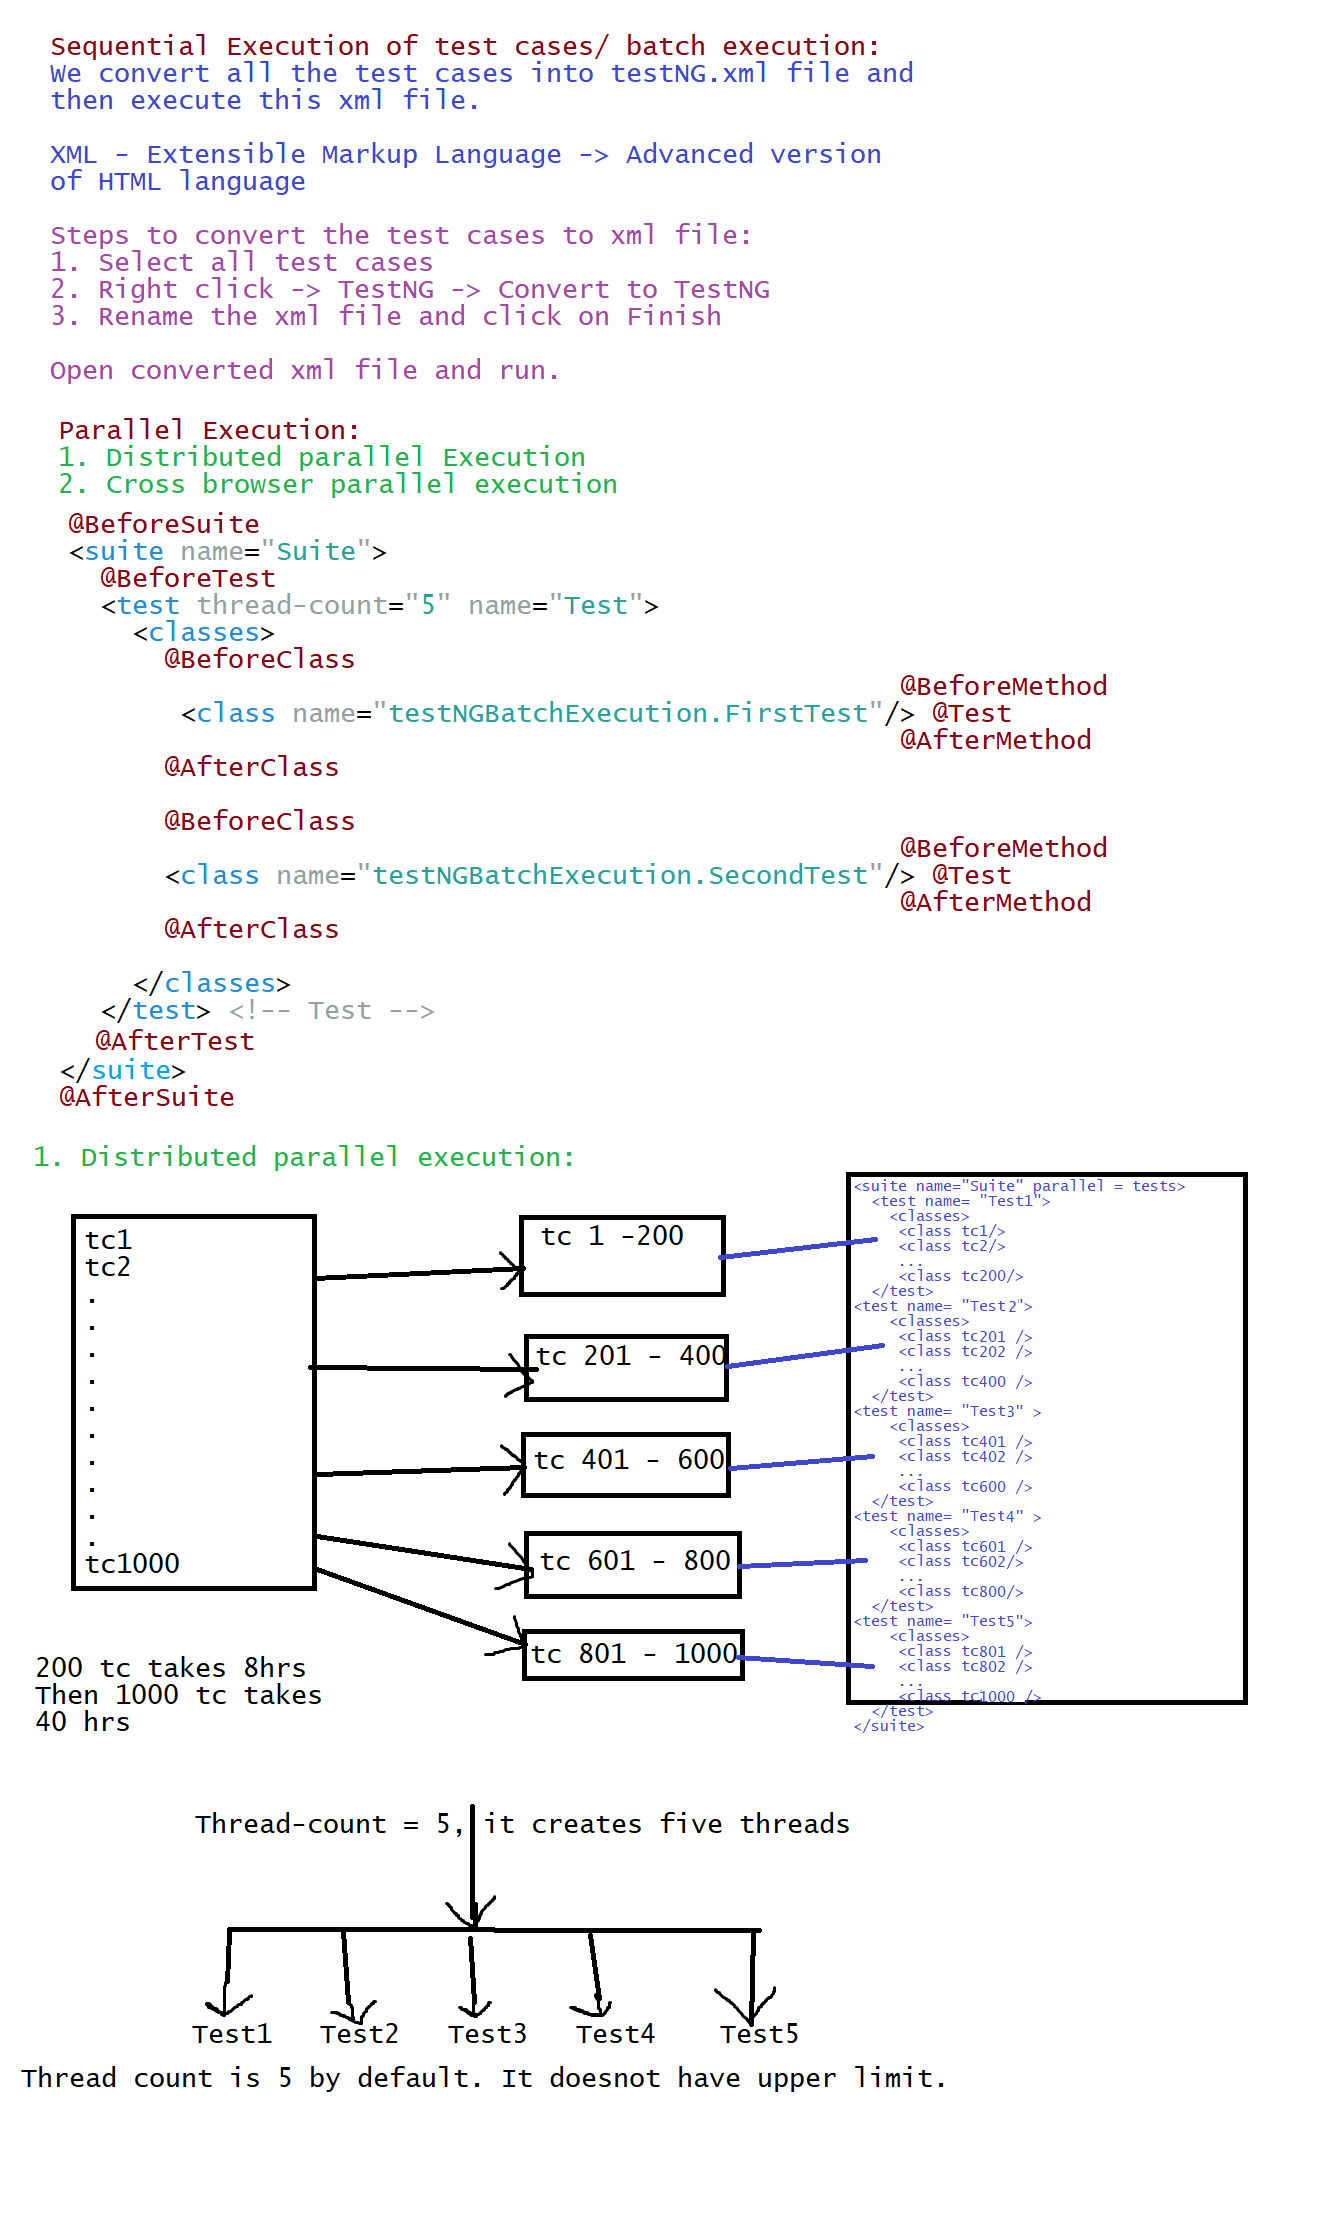 Sequential Execution of test cases/ batch execution:
We convert all the test cases into testNG.xml file and
then execute this xml file.
XML - Extensible Markup Language -> Advanced version
of HTML language
Steps to convert the test cases to xml file:
1. Select all test cases
2. Right click -> TestNG -> Convert to TestNG
3. Rename the xml file and click on Finish
Open converted xml file and run.
Parallel Execution:
1. Distributed parallel Execution
2. Cross browser parallel execution
@BeforeSuite
<suite name="Suite">
@BeforeTest
<test thread-count="5" name="Test">
<classes>
@BeforeClass
@BeforeMethod
<class name="testNGBatchExecution.FirstTest"/> @Test
@AfterMethod
@AfterClass
@BeforeClass
@BeforeMethod
<class name="testNGBatchExecution.SecondTest"/> @Test
@AfterMethod
@AfterClass
</classes>
</test> <!-- Test -->
@AfterTest
</suite>
@AfterSuite
1. Distributed parallel execution:
tc1
tc2
.
.
.
.
.
.
.
.
.
.
tc1000
tc 1 -200
tc 201 - 400
tc 401 - 600
tc 601 - 800
tc 801 - 1000
<suite name="Suite" parallel = tests>
<test name= "Test1">
<classes>
<class tc1/>
<class tc2/>
...
<class tc200/>
</test>
<test name= "Test2">
<classes>
<class tc201 />
<class tc202 />
...
<class tc400 />
</test>
<test name= "Test3" >
<classes>
<class tc401 />
<class tc402 />
...
<class tc600 />
</test>
<test name= "Test4" >
<classes>
<class tc601 />
<class tc602/>
...
<class tc800/>
</test>
<test name= "Test5">
<classes>
<class tc801 />
<class tc802 />
...
<class tc1000 />
</test>
</suite>
200 tc takes 8hrs
Then 1000 tc takes
40 hrs
Thread-count = 5, it creates five threads
Test1 Test2 Test3 Test4 Test5
Thread count is 5 by default. It doesnot have upper limit.